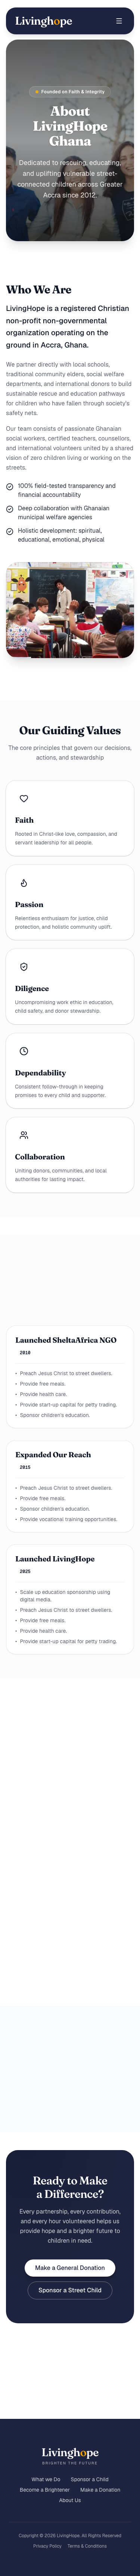 Livinghope
Founded on Faith & Integrity
About
LivingHope
Ghana
Dedicated to rescuing, educating,
and uplifting vulnerable street-
connected children across Greater
Accra since 2012.
Who We Are
LivingHope is a registered Christian
non-profit non-governmental
organization operating on the
ground in Accra, Ghana.
We partner directly with local schools,
traditional community elders, social welfare
departments, and international sponsors to build
sustainable rescue and education pathways
for children who have fallen through society's
safety nets.
Our team consists of passionate Ghanaian
social workers, certified teachers, counsellors,
and international volunteers united by a shared
vision of zero children living or working on the
streets.
100% field-tested transparency and
financial accountability
Deep collaboration with Ghanaian
municipal welfare agencies
Holistic development: spiritual,
educational, emotional, physical
Our Guiding Values
The core principles that govern our decisions,
actions, and stewardship
Faith
Rooted in Christ-like love, compassion, and
servant leadership for all people.
Passion
Relentless enthusiasm for justice, child
protection, and holistic community uplift.
Diligence
Uncompromising work ethic in education,
child safety, and donor stewardship.
Dependability
Consistent follow-through in keeping
promises to every child and supporter.
Collaboration
Uniting donors, communities, and local
authorities for lasting impact.
Launched SheltaAfrica NGO
2010
• Preach Jesus Christ to street dwellers.
• Provide free meals.
• Provide health care.
• Provide start-up capital for petty trading.
• Sponsor children's education.
Expanded Our Reach
2015
• Preach Jesus Christ to street dwellers.
• Provide free meals.
• Sponsor children's education.
• Provide vocational training opportunities.
Launched LivingHope
2025
• Scale up education sponsorship using
digital media.
• Preach Jesus Christ to street dwellers.
• Provide free meals.
• Provide health care.
• Provide start-up capital for petty trading.
Ready to Make
a Difference?
Every partnership, every contribution,
and every hour volunteered helps us
provide hope and a brighter future to
children in need.
Make a General Donation
Sponsor a Street Child
Livinghope
BRIGHTEN THE FUTURE
What we Do
Sponsor a Child
Become a Brightener
Make a Donation
About Us
Copyright © 2026 LivingHope. All Rights Reserved
Privacy Policy
Terms & Conditions